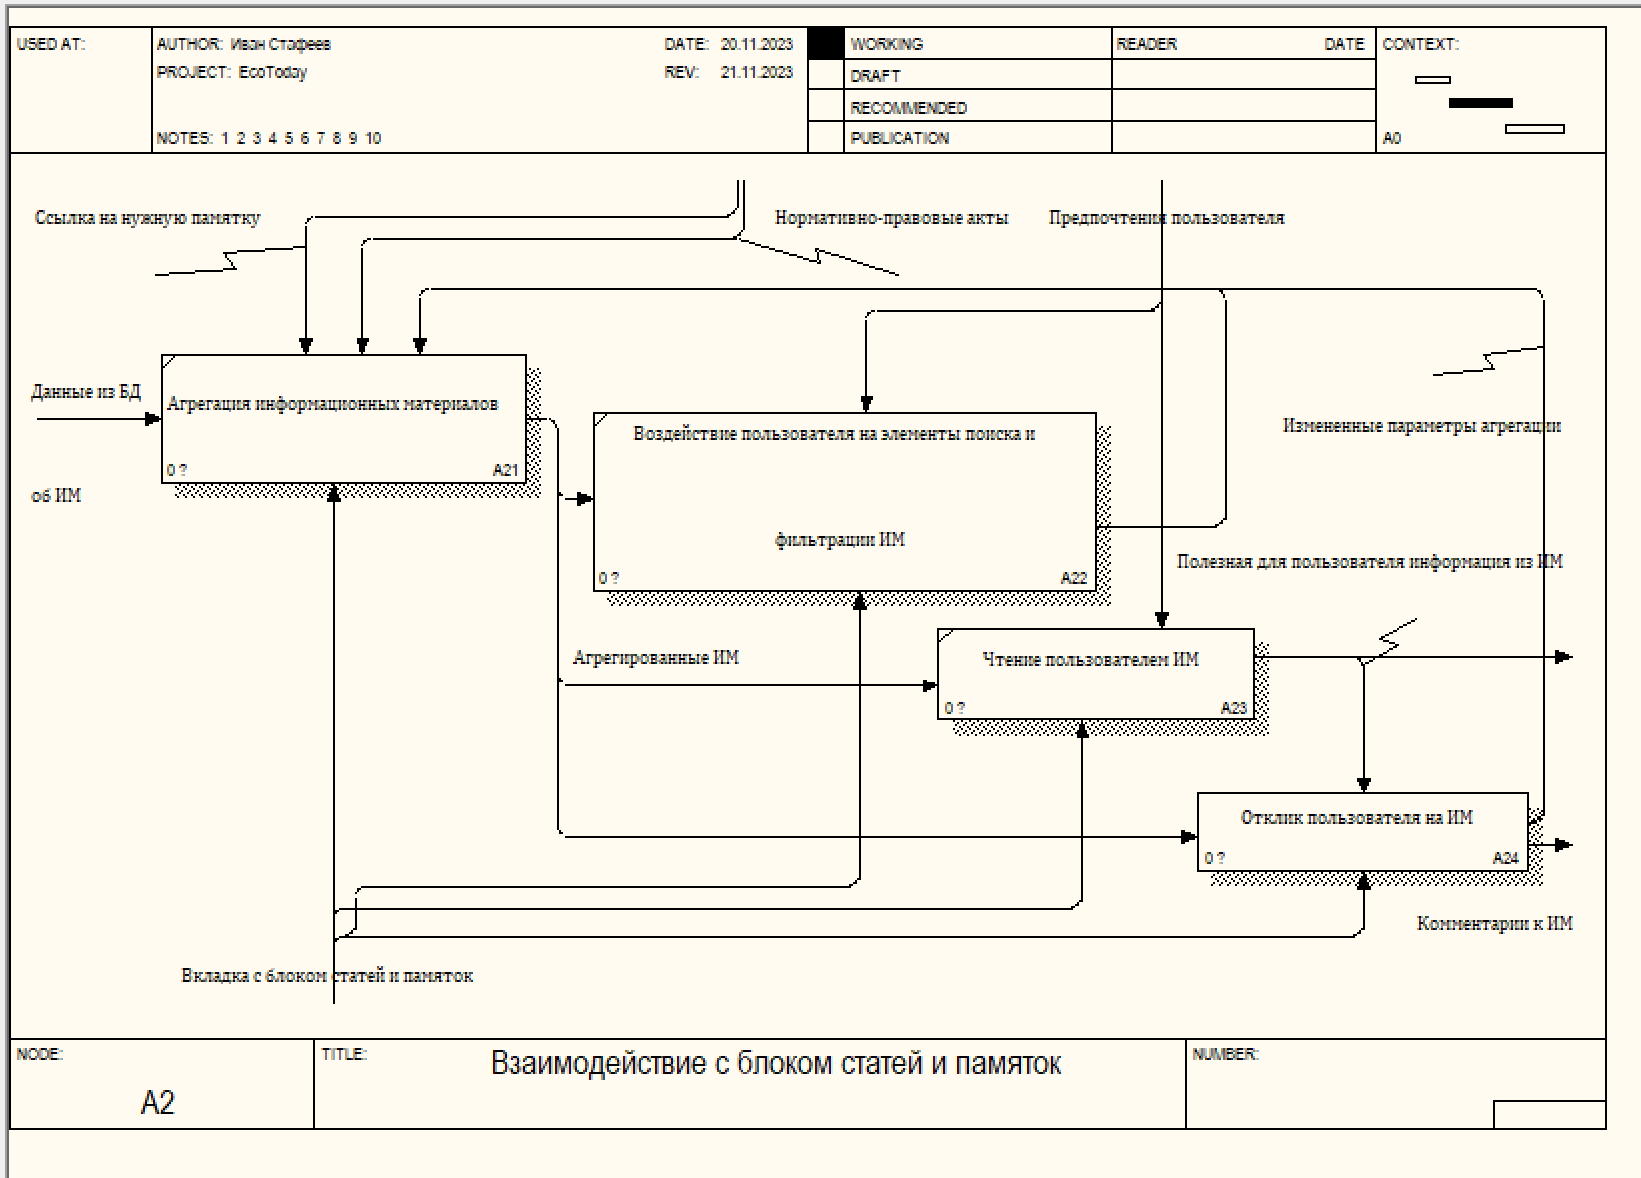 USED AT:
AUTHOR: Иван Стафеев
DATE: 20.11.2023
PROJECT: EcoToday
REV: 21.11.2023
NOTES: 1 2 3 4 5 6 7 8 9 10
WORKING
DRAFT
RECOMMENDED
PUBLICATION
READER DATE
CONTEXT:
A0
Ссылка на нужную памятку
Нормативно-правовые акты
Предпочтения пользователя
Данные из БД
об ИМ
Агрегация информационных материалов
0 ? A21
Воздействие пользователя на элементы поиска и
фильтрации ИМ
0 ? A22
Измененные параметры агрегации
Полезная для пользователя информация из ИМ
Агрегированные ИМ
Чтение пользователем ИМ
0 ? A23
Отклик пользователя на ИМ
0 ? A24
Комментарии к ИМ
Вкладка с блоком статей и памяток
NODE:
A2
TITLE:
Взаимодействие с блоком статей и памяток
NUMBER: